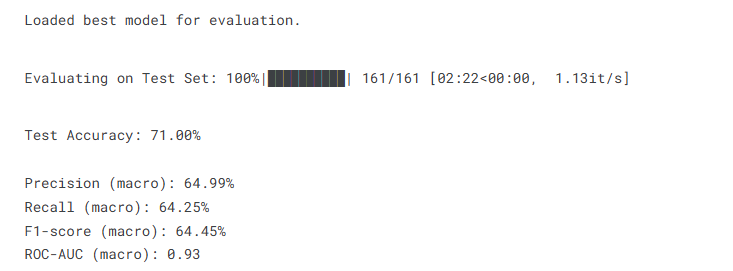 Loaded best model for evaluation.
Evaluating on Test Set: 100%|██████████| 161/161 [02:22<00:00,  1.13it/s]
Test Accuracy: 71.00%
Precision (macro): 64.99%
Recall (macro): 64.25%
F1-score (macro): 64.45%
ROC-AUC (macro): 0.93